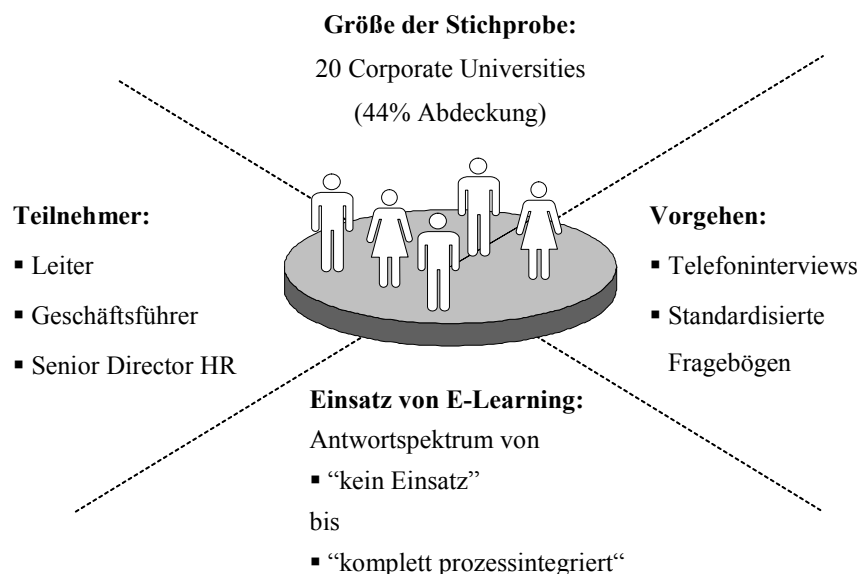 Größe der Stichprobe:
20 Corporate Universities
(44% Abdeckung)
Teilnehmer:
▪ Leiter
▪ Geschäftsführer
▪ Senior Director HR
Vorgehen:
▪ Telefoninterviews
▪ Standardisierte
Fragebögen
Einsatz von E-Learning:
Antwortspektrum von
▪ “kein Einsatz”
bis
▪ “komplett prozessintegriert“